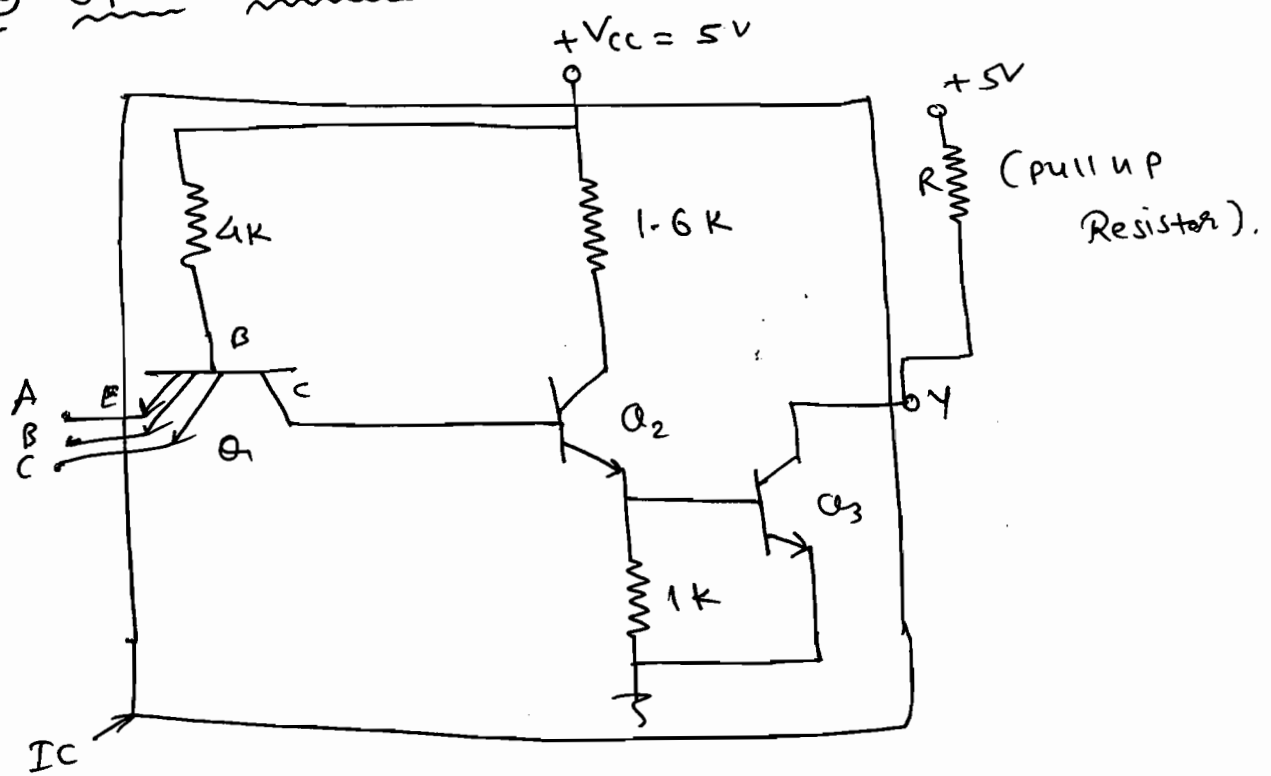 +Vcc = 5V
+5V
R (Pull up
Resistor).
4K
1.6 K
B
A
E
C
B
C
Q1
Q2
Y
Q3
1K
IC